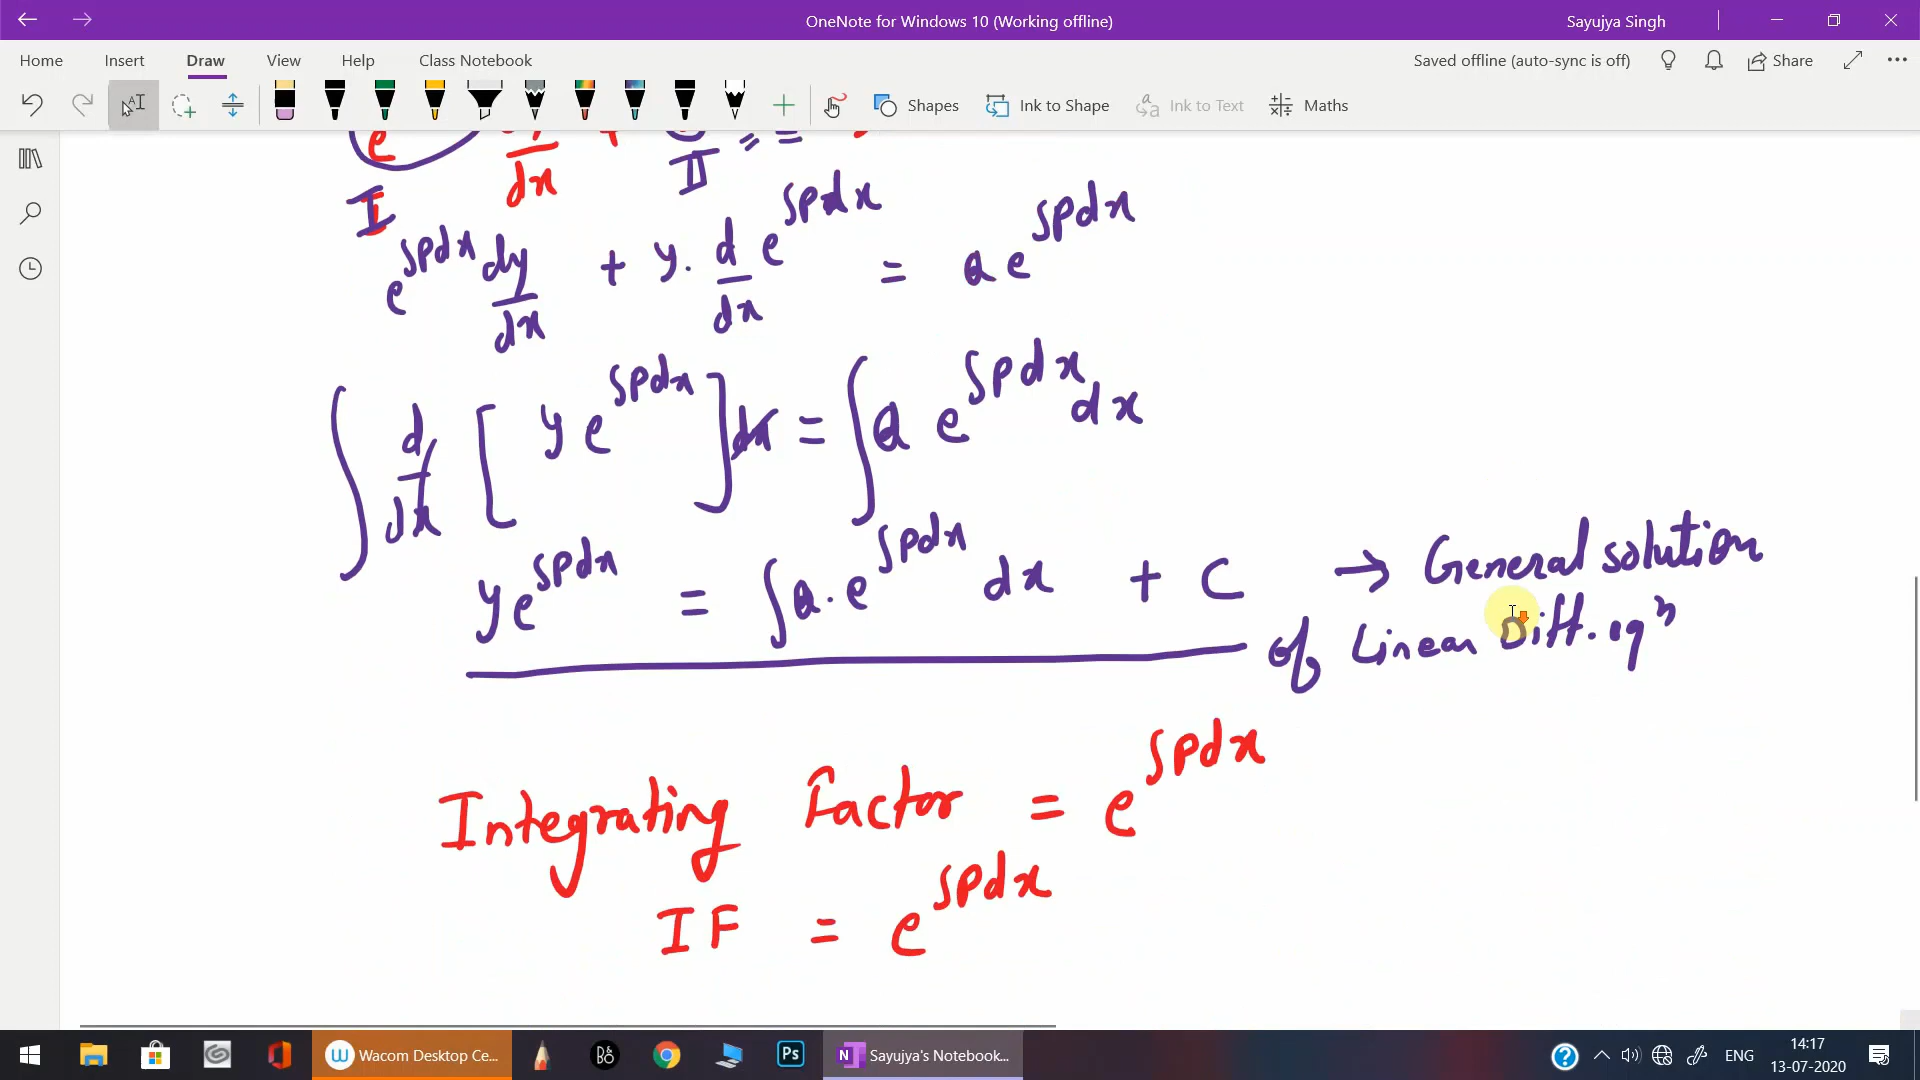 OneNote for Windows 10 (Working offline)
Sayujya Singh
Home Insert Draw View Help Class Notebook
Saved offline (auto-sync is off) Share
Shapes Ink to Shape Ink to Text Maths
e dx + II =
I
e^∫pdx dy/dx + y. d/dx e^∫pdx = Q e^∫pdx
∫ d/dx [ y e^∫pdx ] dx = ∫ Q e^∫pdx dx
y e^∫pdx = ∫ Q. e^∫pdx dx + C → General solution
of Linear Diff. eqⁿ
Integrating Factor = e^∫pdx
IF = e^∫pdx
Wacom Desktop Ce...
Ps
Sayujya's Notebook...
ENG
14:17
13-07-2020